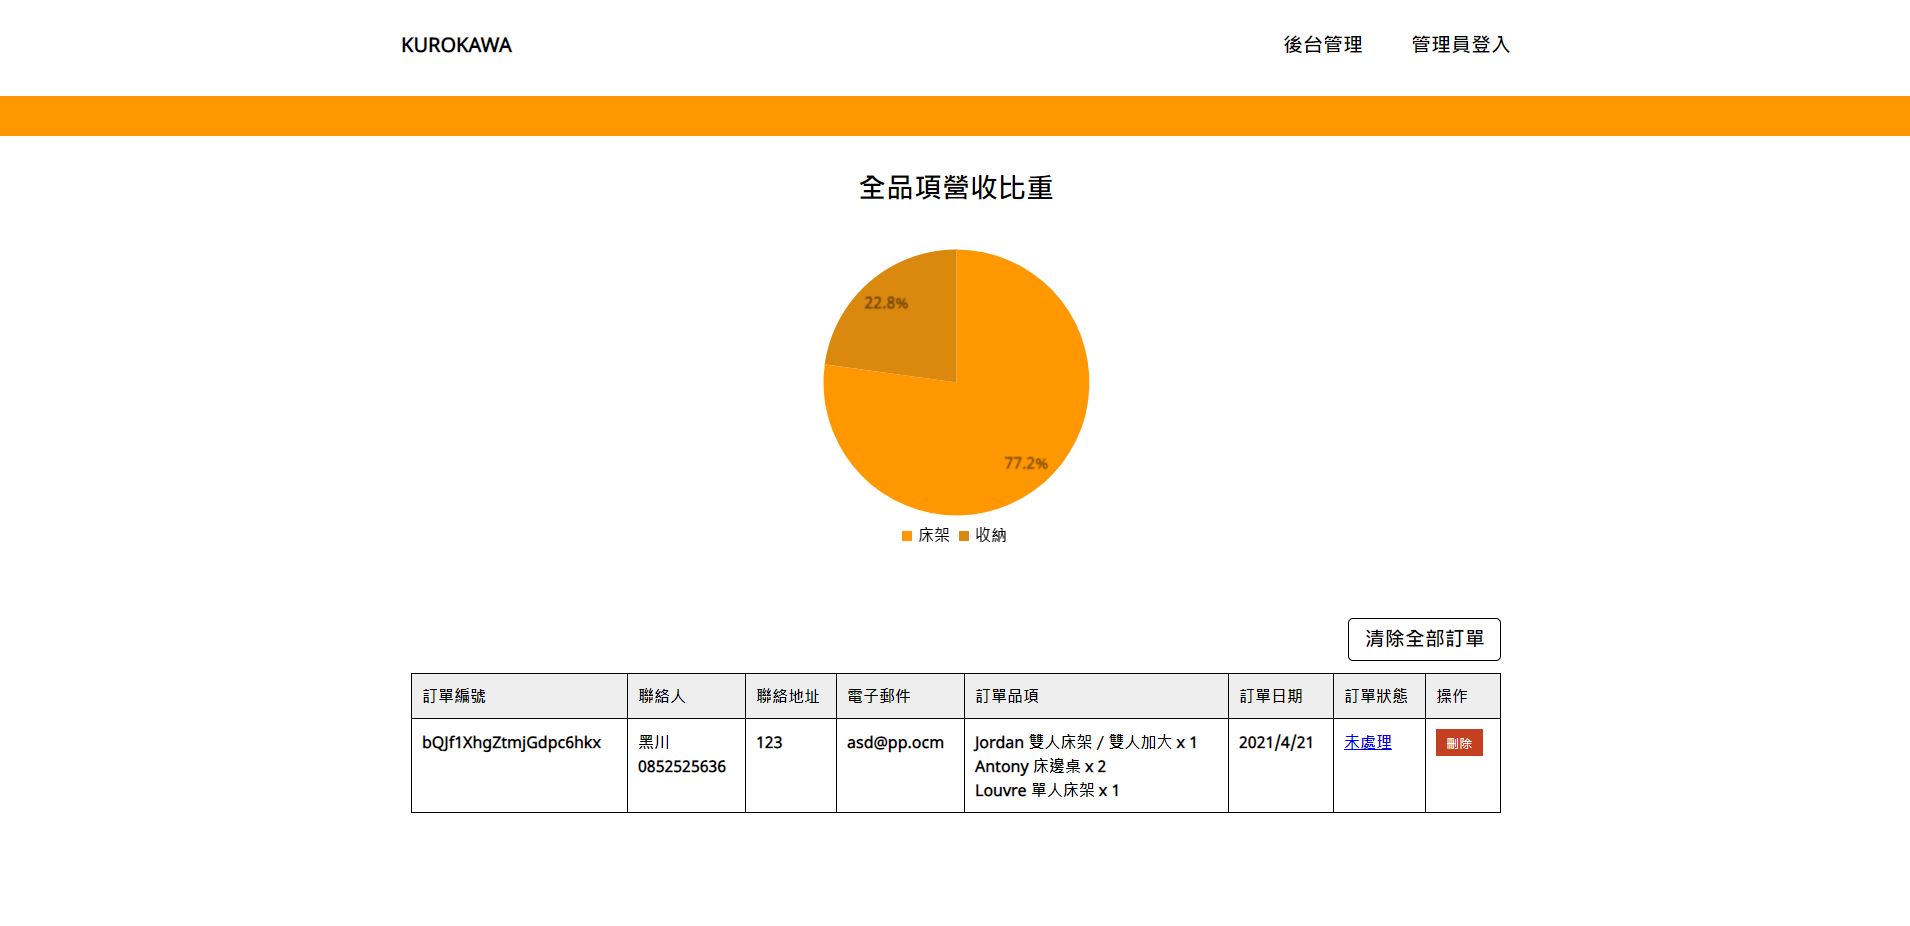 KUROKAWA
後台管理
管理員登入
全品項營收比重
22.8%
77.2%
床架 收納
清除全部訂單
訂單編號 聯絡人 聯絡地址 電子郵件 訂單品項 訂單日期 訂單狀態 操作
bQJf1XhgZtmjGdpc6hkx 黑川 123 asd@pp.ocm Jordan 雙人床架 / 雙人加大 x 1 2021/4/21 未處理 刪除
0852525636 Antony 床邊桌 x 2
Louvre 單人床架 x 1